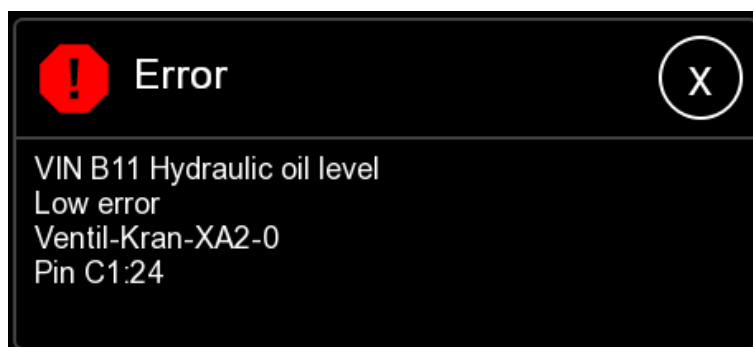 ! Error X
VIN B11 Hydraulic oil level
Low error
Ventil-Kran-XA2-0
Pin C1:24